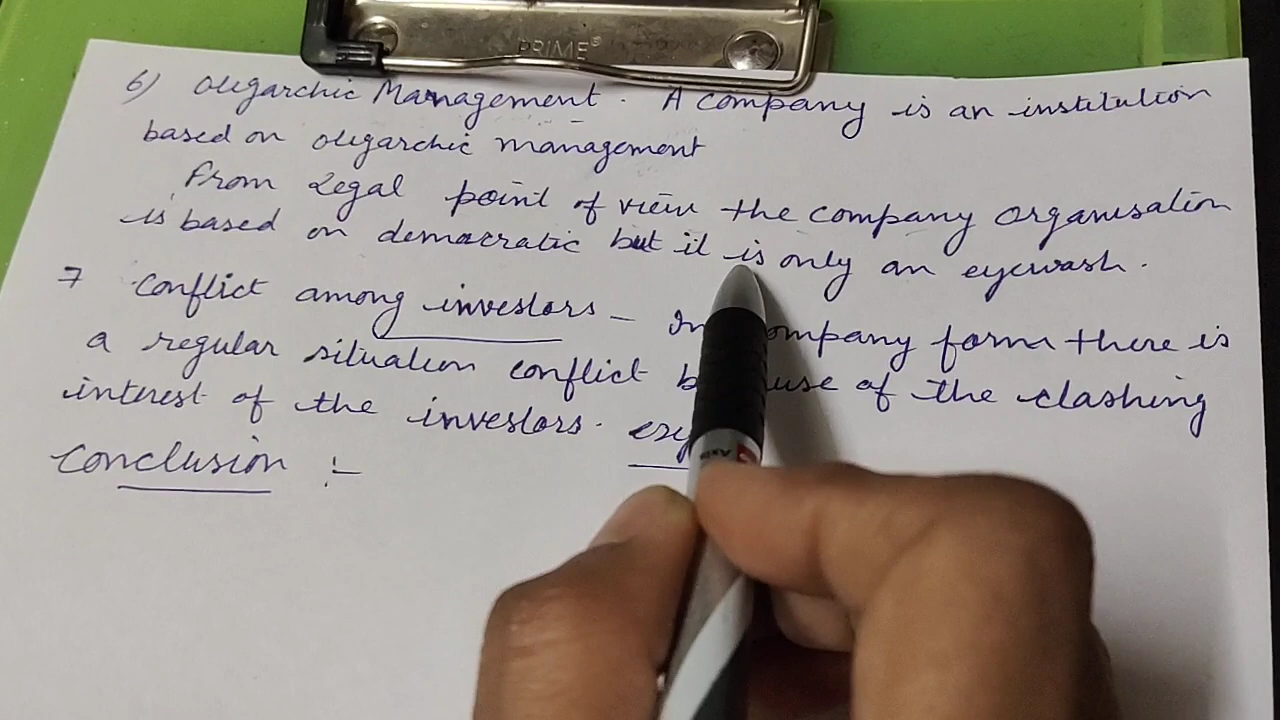 PRIME
6) Oligarchic Management. A company is an institution
based on oligarchic management
From Legal point of view the company organisation
is based on democratic but it is only an eyewash.
7 Conflict among investors - In company form there is
a regular situation conflict of the clashing
interest of the investors.
Conclusion :-